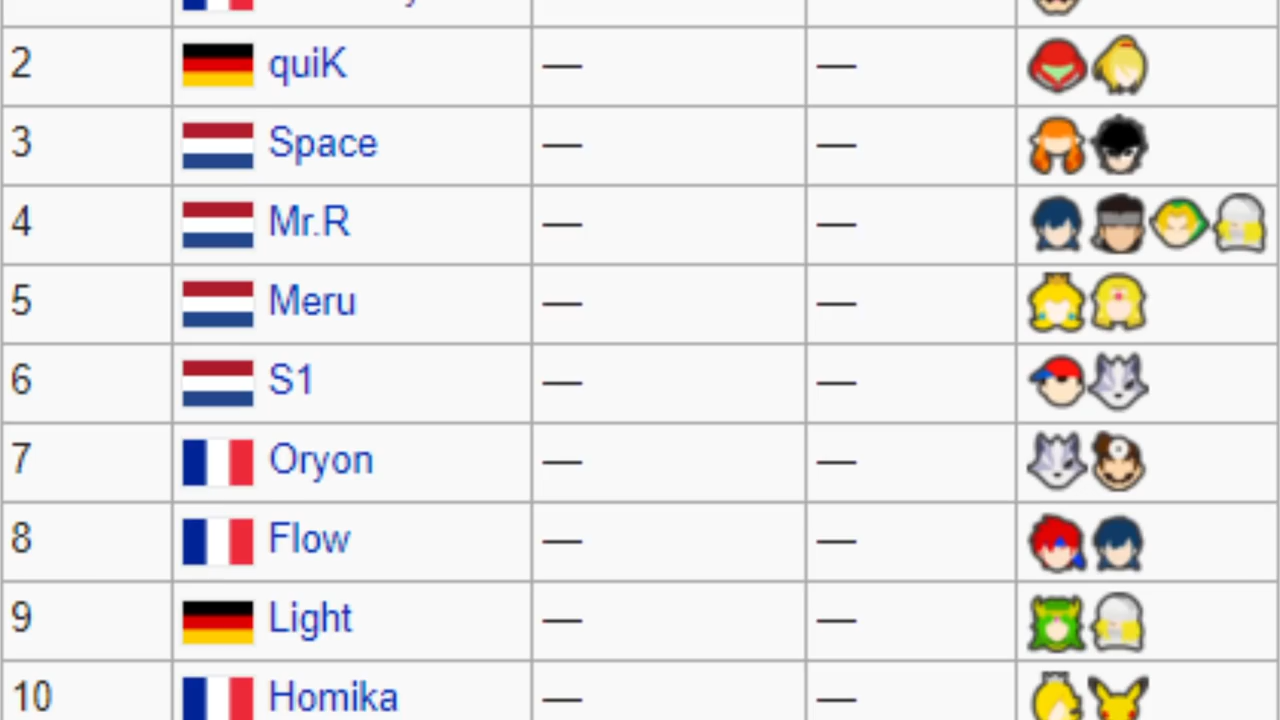 2 quiK — —
3 Space — —
4 Mr.R — —
5 Meru — —
6 S1 — —
7 Oryon — —
8 Flow — —
9 Light — —
10 Homika — —